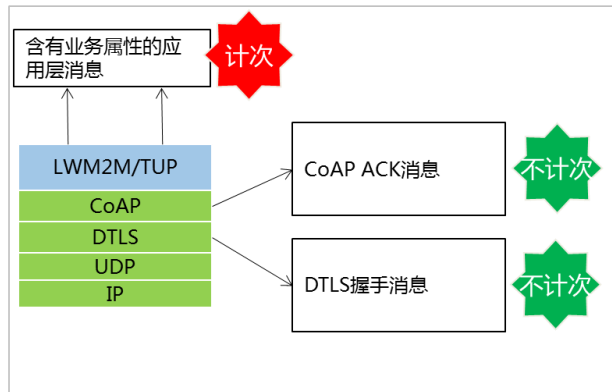 含有业务属性的应
用层消息
计次
LWM2M/TUP
CoAP
DTLS
UDP
IP
CoAP ACK消息
不计次
DTLS握手消息
不计次